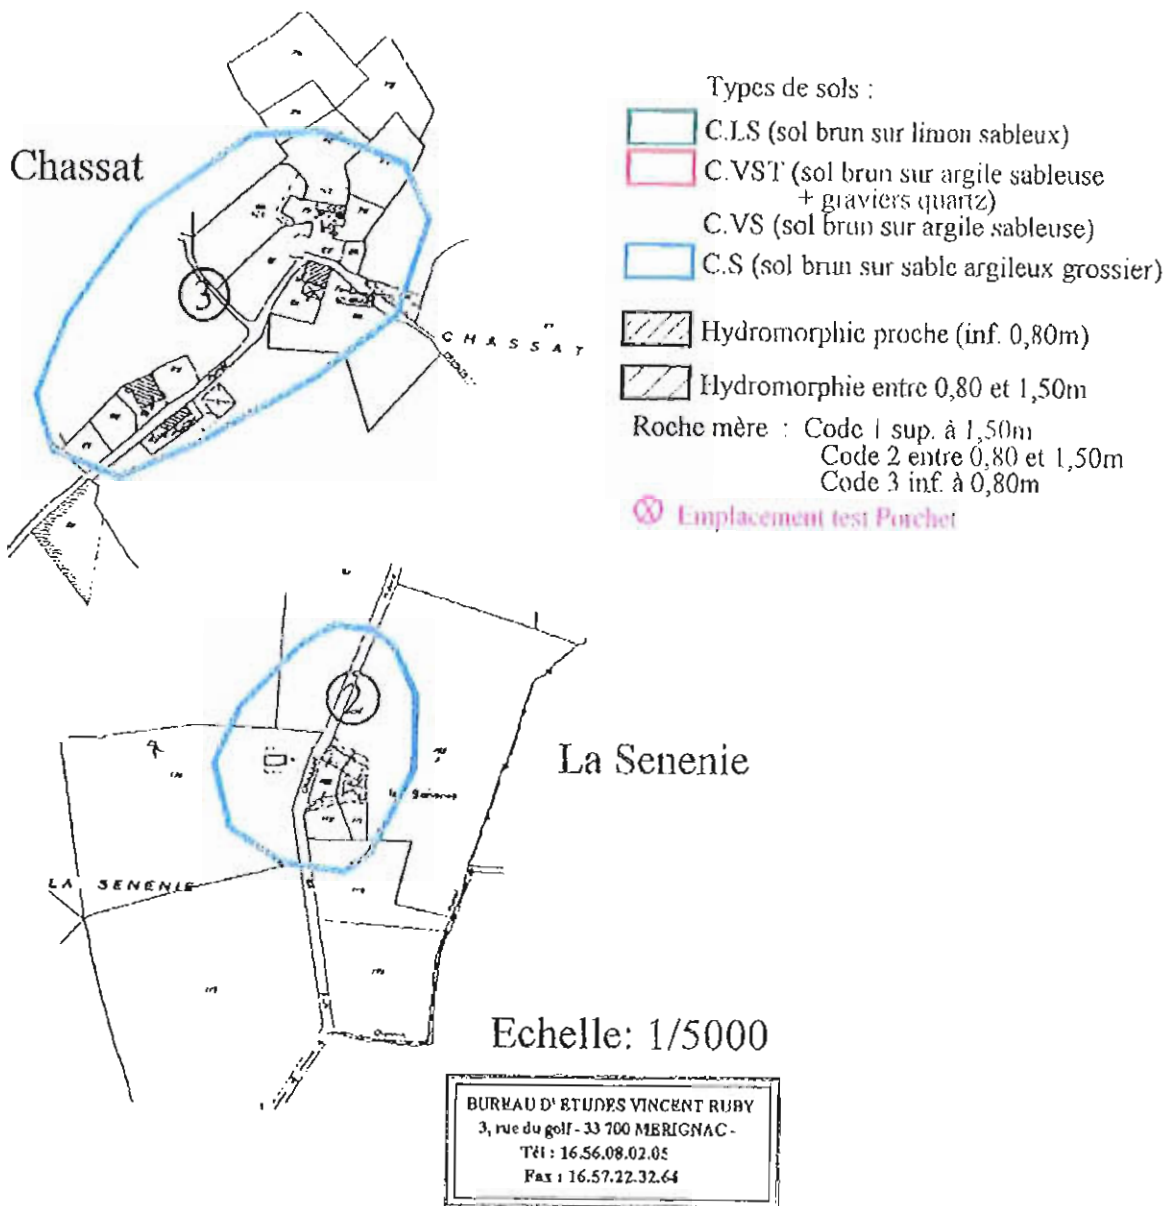 Chassat
Types de sols :
C.LS (sol brun sur limon sableux)
C.VST (sol brun sur argile sableuse
+ graviers quartz)
C.VS (sol brun sur argile sableuse)
C.S (sol brun sur sable argileux grossier)
Hydromorphie proche (inf. 0,80m)
Hydromorphie entre 0,80 et 1,50m
Roche mère : Code 1 sup. à 1,50m
Code 2 entre 0,80 et 1,50m
Code 3 inf. à 0,80m
Emplacement test Porchet
3
CHASSAT
2
La Senenie
LA SENENIE
Echelle: 1/5000
BUREAU D' ETUDES VINCENT RUBY
3, rue du golf - 33 700 MERIGNAC -
Tél : 16.56.08.02.05
Fax : 16.57.22.32.64